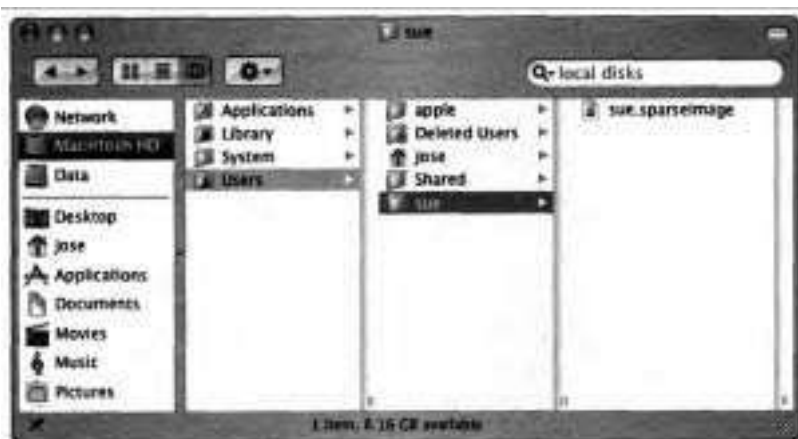 sue
local disks
Network
Macintosh HD
Data
Desktop
jose
Applications
Documents
Movies
Music
Pictures
Applications
Library
System
Users
apple
Deleted Users
jose
Shared
sue
sue.sparseimage
1 item, 8.16 GB available